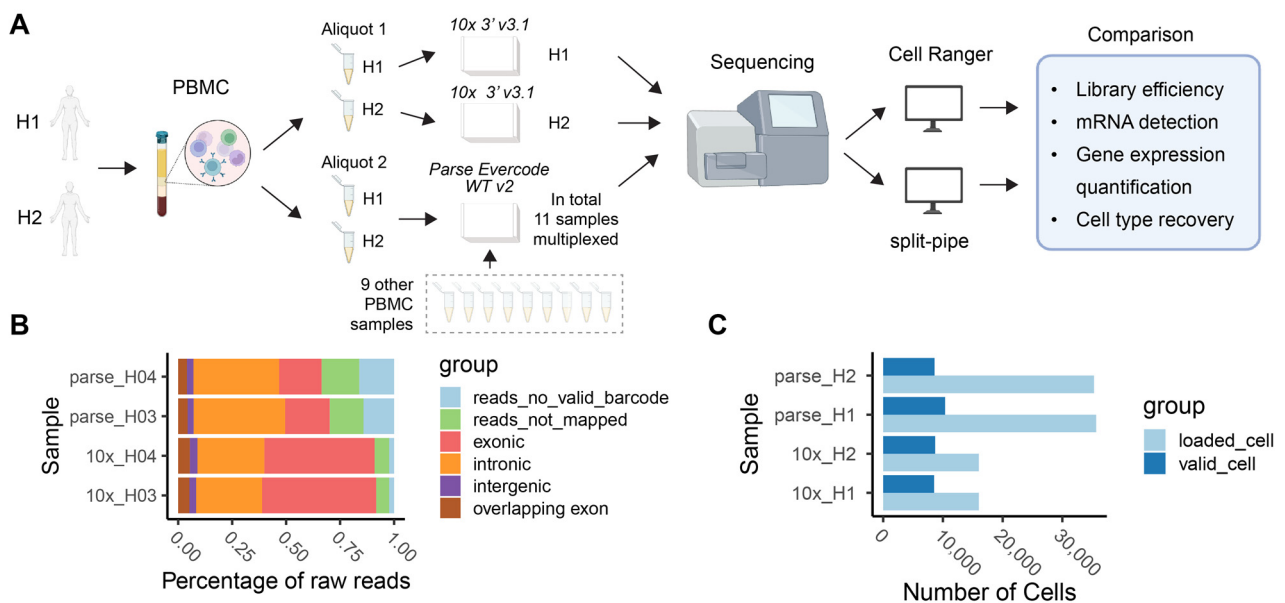 A
H1
H2
PBMC
Aliquot 1
H1
H2
Aliquot 2
H1
H2
10x 3’ v3.1
H1
10x 3’ v3.1
H2
Parse Evercode
WT v2
In total
11 samples
multiplexed
9 other
PBMC
samples
Sequencing
Cell Ranger
split-pipe
Comparison
• Library efficiency
• mRNA detection
• Gene expression
quantification
• Cell type recovery
B
Sample
parse_H04
parse_H03
10x_H04
10x_H03
0.00
0.25
0.50
0.75
1.00
Percentage of raw reads
group
reads_no_valid_barcode
reads_not_mapped
exonic
intronic
intergenic
overlapping exon
C
Sample
parse_H2
parse_H1
10x_H2
10x_H1
0
10,000
20,000
30,000
Number of Cells
group
loaded_cell
valid_cell